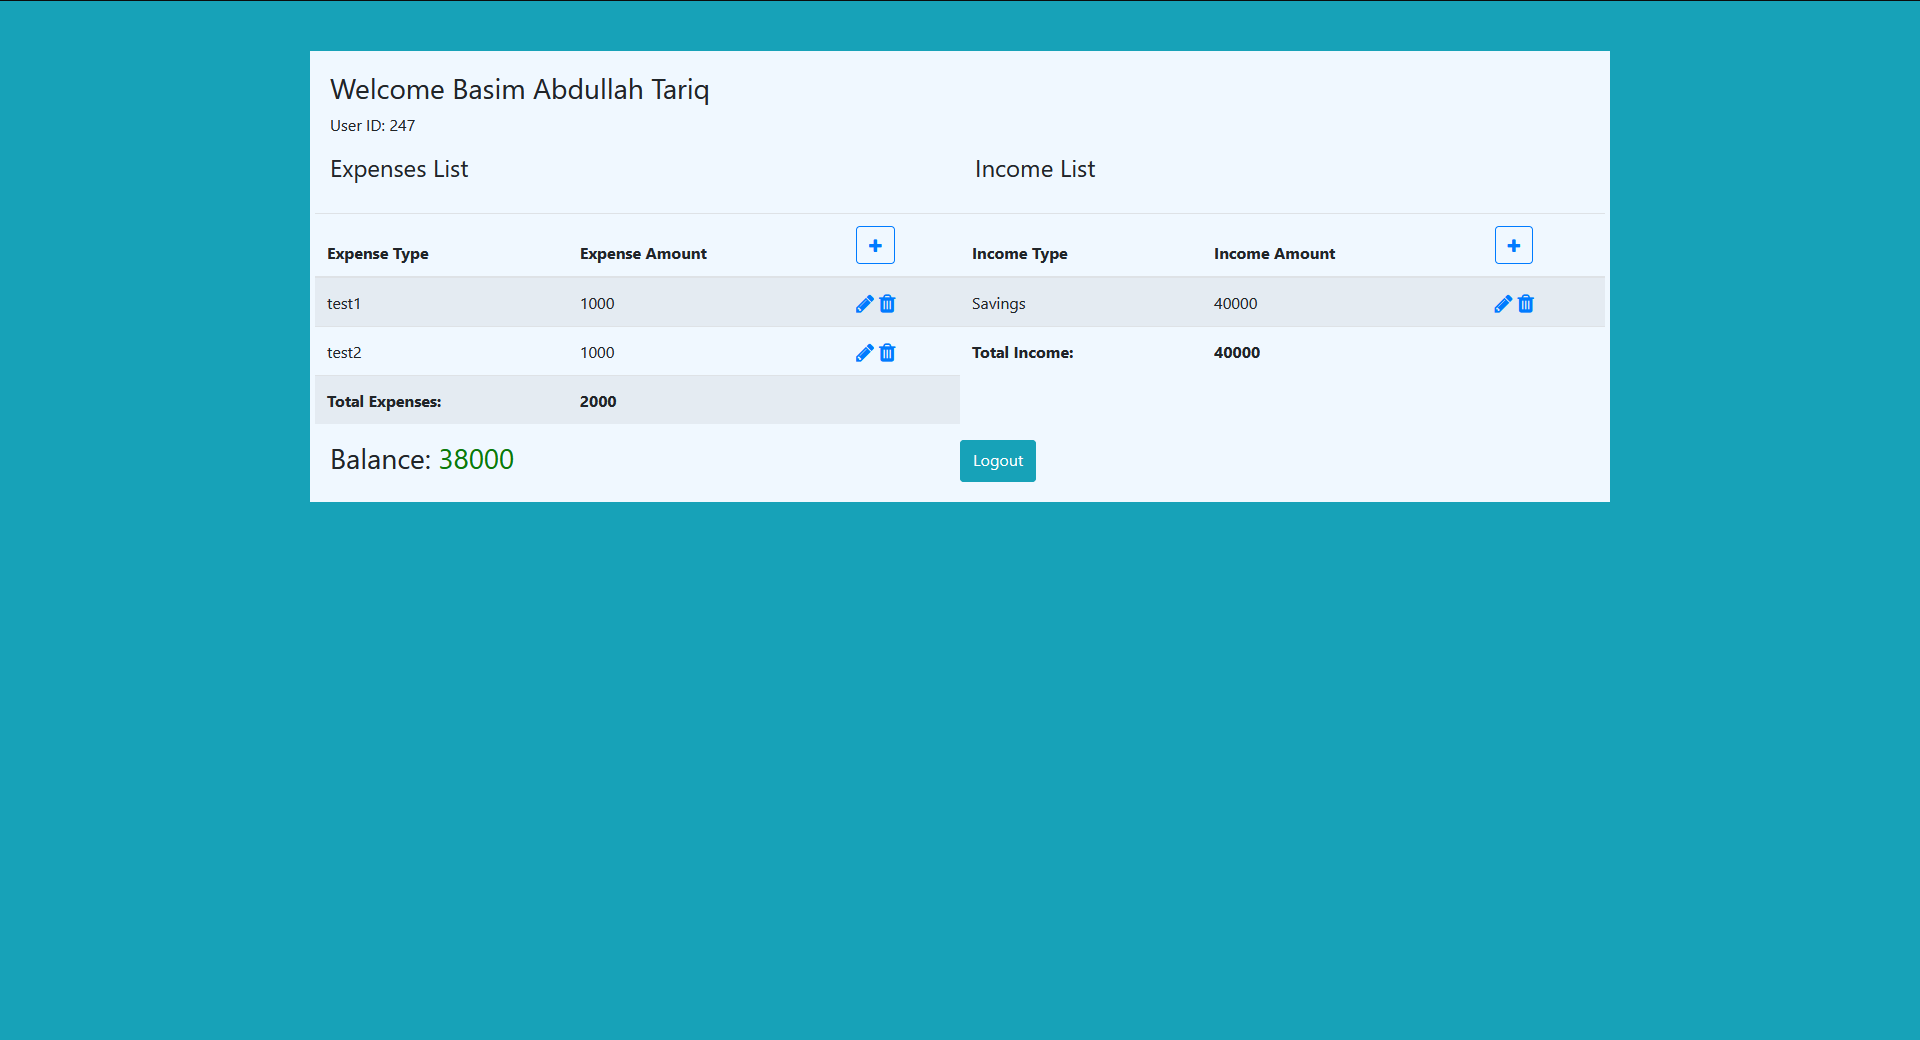 Welcome Basim Abdullah Tariq
User ID: 247
Expenses List
Income List
Expense Type Expense Amount
test1 1000
test2 1000
Total Expenses: 2000
Income Type Income Amount
Savings 40000
Total Income: 40000
Balance: 38000
Logout